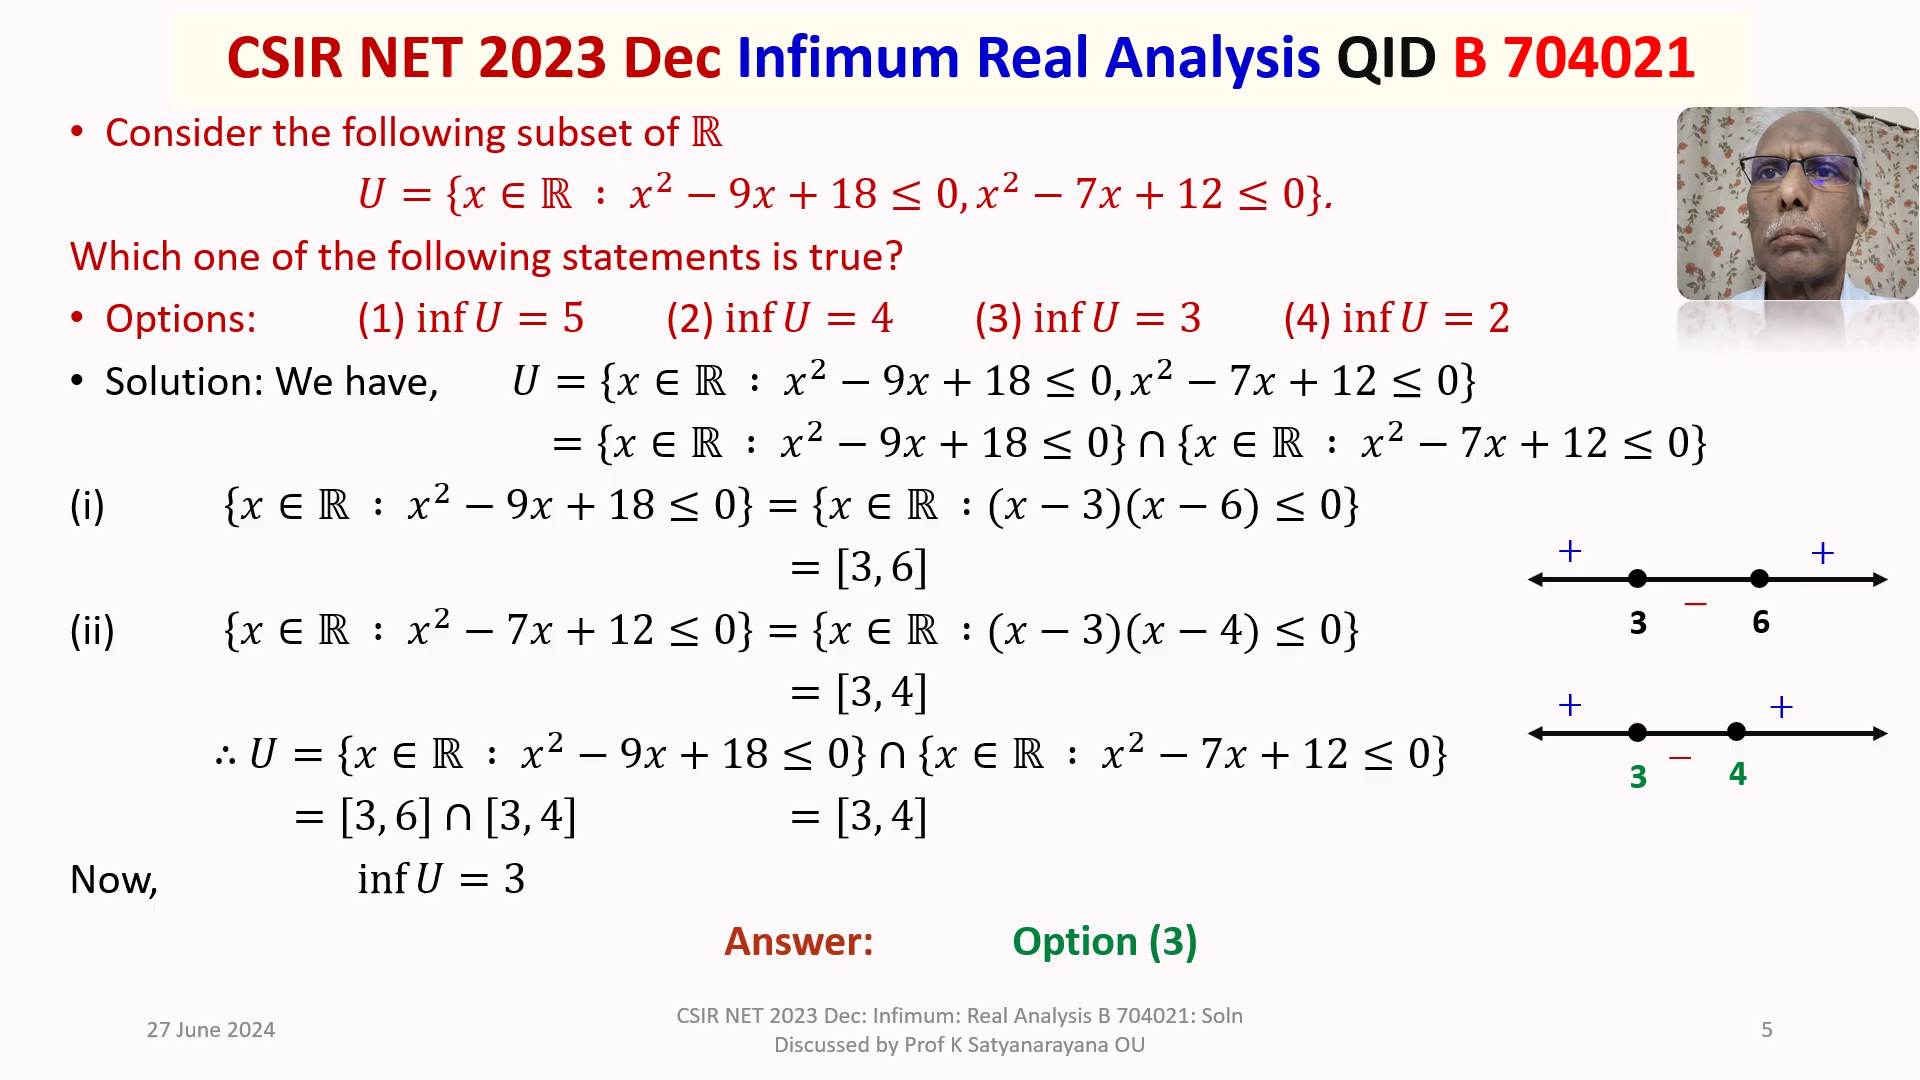 CSIR NET 2023 Dec Infimum Real Analysis QID B 704021
• Consider the following subset of ℝ
U = {x ∈ ℝ : x² − 9x + 18 ≤ 0, x² − 7x + 12 ≤ 0}.
Which one of the following statements is true?
• Options: (1) inf U = 5 (2) inf U = 4 (3) inf U = 3 (4) inf U = 2
• Solution: We have, U = {x ∈ ℝ : x² − 9x + 18 ≤ 0, x² − 7x + 12 ≤ 0}
= {x ∈ ℝ : x² − 9x + 18 ≤ 0} ∩ {x ∈ ℝ : x² − 7x + 12 ≤ 0}
(i) {x ∈ ℝ : x² − 9x + 18 ≤ 0} = {x ∈ ℝ : (x − 3)(x − 6) ≤ 0}
= [3, 6]
+ +
−
3 6
(ii) {x ∈ ℝ : x² − 7x + 12 ≤ 0} = {x ∈ ℝ : (x − 3)(x − 4) ≤ 0}
= [3, 4]
+ +
−
3 4
∴ U = {x ∈ ℝ : x² − 9x + 18 ≤ 0} ∩ {x ∈ ℝ : x² − 7x + 12 ≤ 0}
= [3, 6] ∩ [3, 4] = [3, 4]
Now, inf U = 3
Answer: Option (3)
27 June 2024
CSIR NET 2023 Dec: Infimum: Real Analysis B 704021: Soln
Discussed by Prof K Satyanarayana OU
5